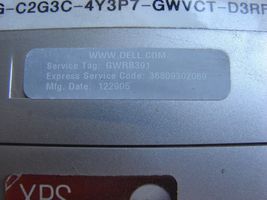 G-C2G3C-4Y3P7-GWVCT-D3RF
WWW.DELL.COM
Service Tag: GWRB391
Express Service Code: 36809302069
Mfg. Date: 122905
XPS